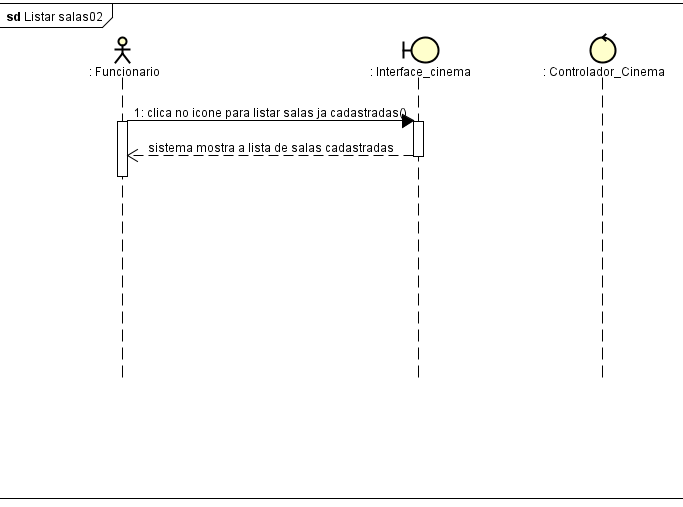 sd Listar salas02
: Funcionario
: Interface_cinema
: Controlador_Cinema
1: clica no icone para listar salas ja cadastradas()
sistema mostra a lista de salas cadastradas